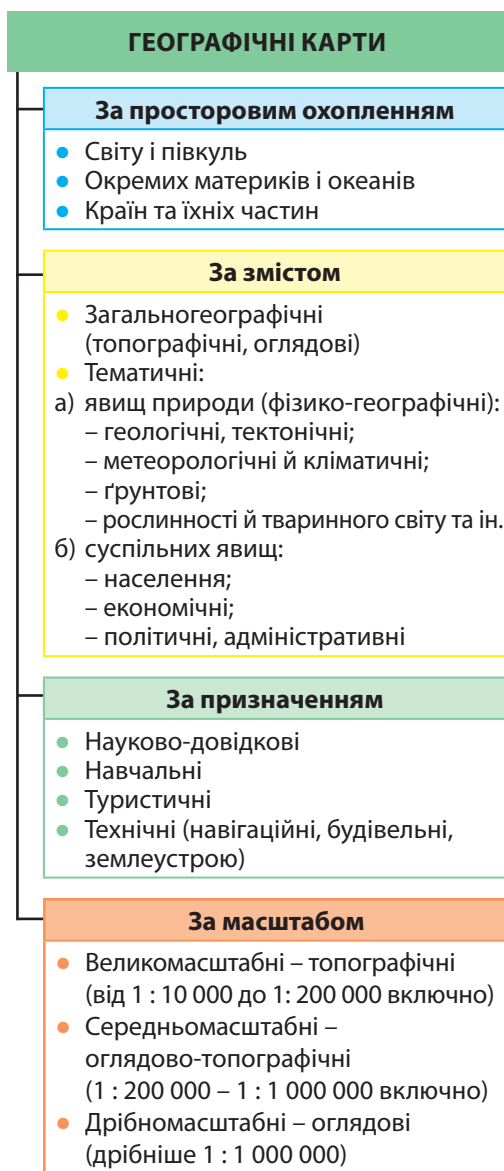 ГЕОГРАФІЧНІ КАРТИ
За просторовим охопленням
● Світу і півкуль
● Окремих материків і океанів
● Країн та їхніх частин
За змістом
● Загальногеографічні
(топографічні, оглядові)
● Тематичні:
а) явищ природи (фізико-географічні):
– геологічні, тектонічні;
– метеорологічні й кліматичні;
– ґрунтові;
– рослинності й тваринного світу та ін.
б) суспільних явищ:
– населення;
– економічні;
– політичні, адміністративні
За призначенням
● Науково-довідкові
● Навчальні
● Туристичні
● Технічні (навігаційні, будівельні,
землеустрою)
За масштабом
● Великомасштабні – топографічні
(від 1 : 10 000 до 1: 200 000 включно)
● Середньомасштабні –
оглядово-топографічні
(1 : 200 000 – 1 : 1 000 000 включно)
● Дрібномасштабні – оглядові
(дрібніше 1 : 1 000 000)